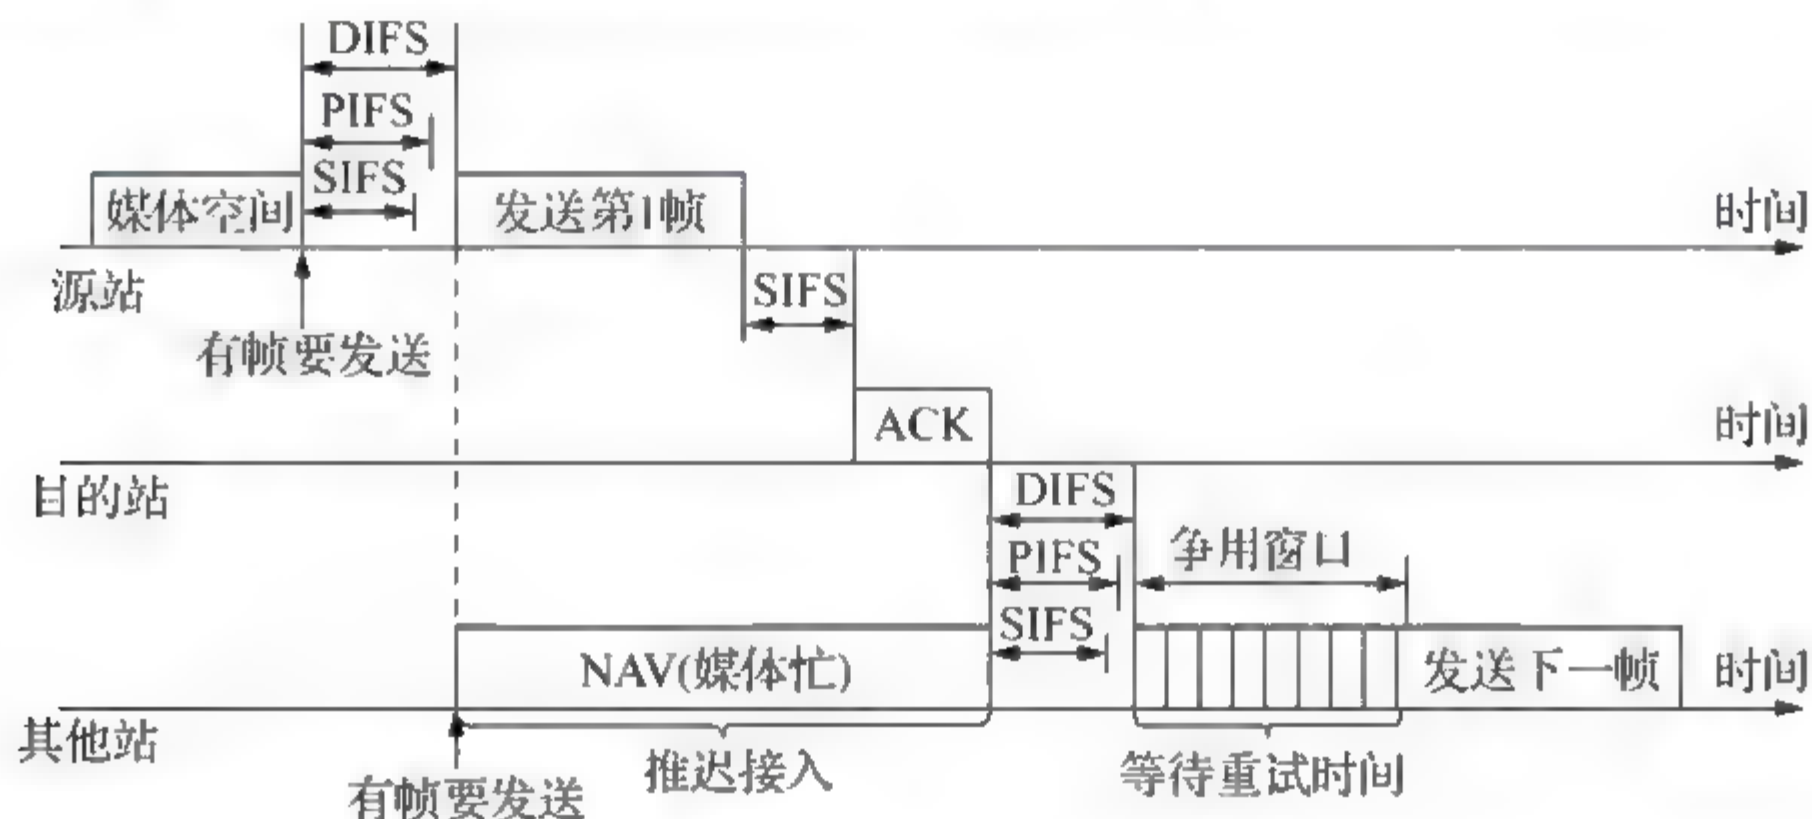 DIFS
PIFS
SIFS
媒体空间
发送第1帧
时间
源站
SIFS
有帧要发送
ACK
时间
目的站
DIFS
争用窗口
PIFS
SIFS
NAV(媒体忙)
发送下一帧
时间
其他站
推迟接入
等待重试时间
有帧要发送